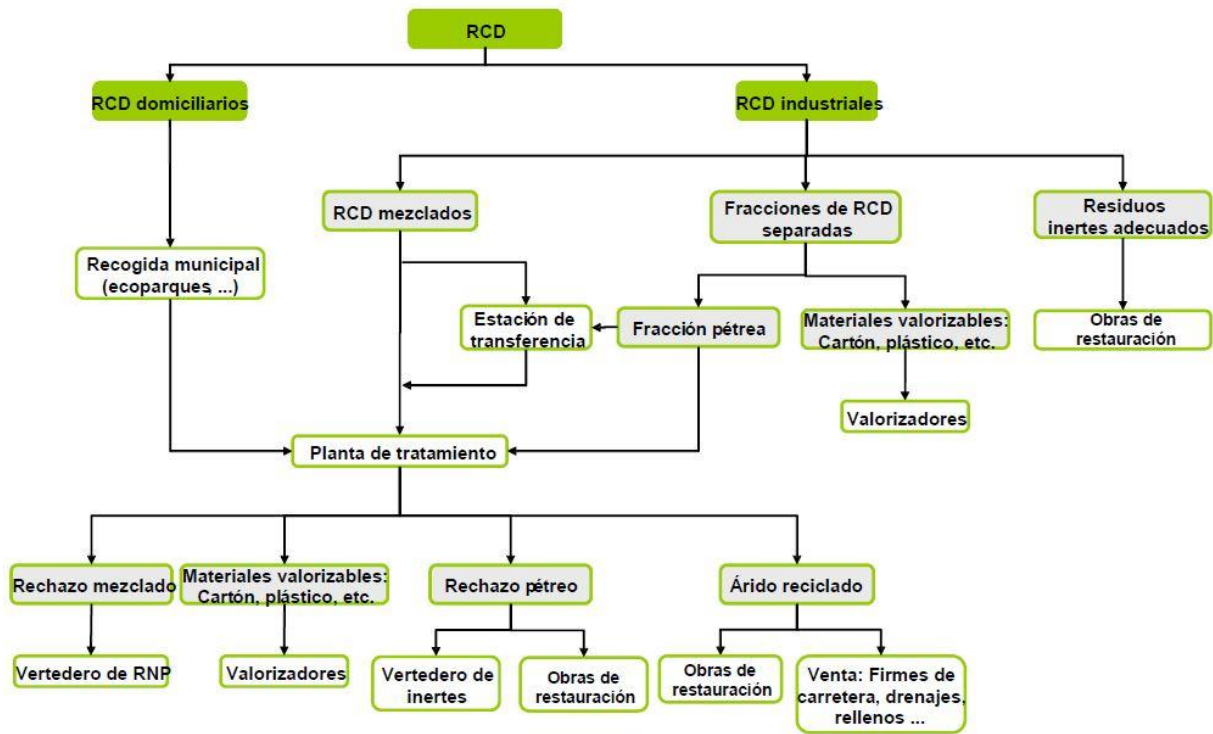 RCD
RCD domiciliarios
RCD industriales
RCD mezclados
Fracciones de RCD
separadas
Residuos
inertes adecuados
Recogida municipal
(ecoparques, ...)
Estación de
transferencia
Fracción pétrea
Materiales valorizables:
Cartón, plástico, etc.
Obras de
restauración
Valorizadores
Planta de tratamiento
Rechazo mezclado
Materiales valorizables:
Cartón, plástico, etc.
Rechazo pétreo
Árido reciclado
Vertedero de RNP
Valorizadores
Vertedero de
inertes
Obras de
restauración
Obras de
restauración
Venta: Firmes de
carretera, drenajes,
rellenos ...